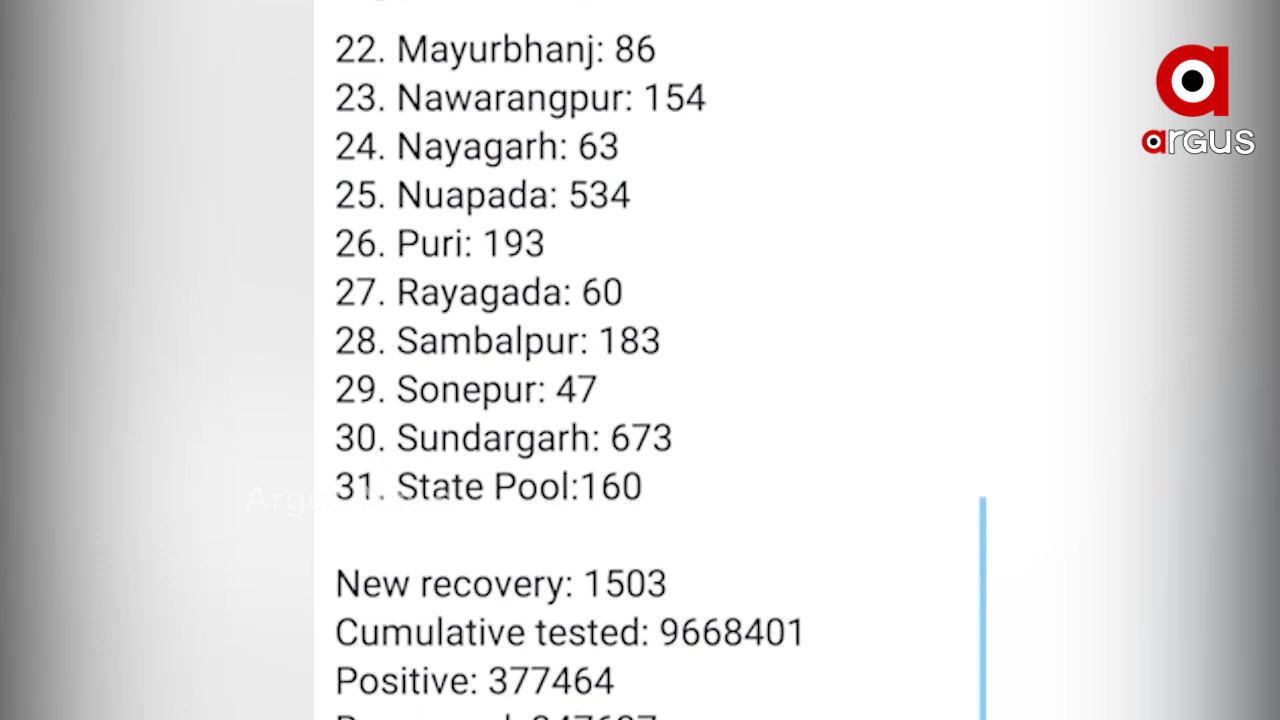 22. Mayurbhanj: 86
23. Nawarangpur: 154
24. Nayagarh: 63
25. Nuapada: 534
26. Puri: 193
27. Rayagada: 60
28. Sambalpur: 183
29. Sonepur: 47
30. Sundargarh: 673
31. State Pool:160
New recovery: 1503
Cumulative tested: 9668401
Positive: 377464
argus